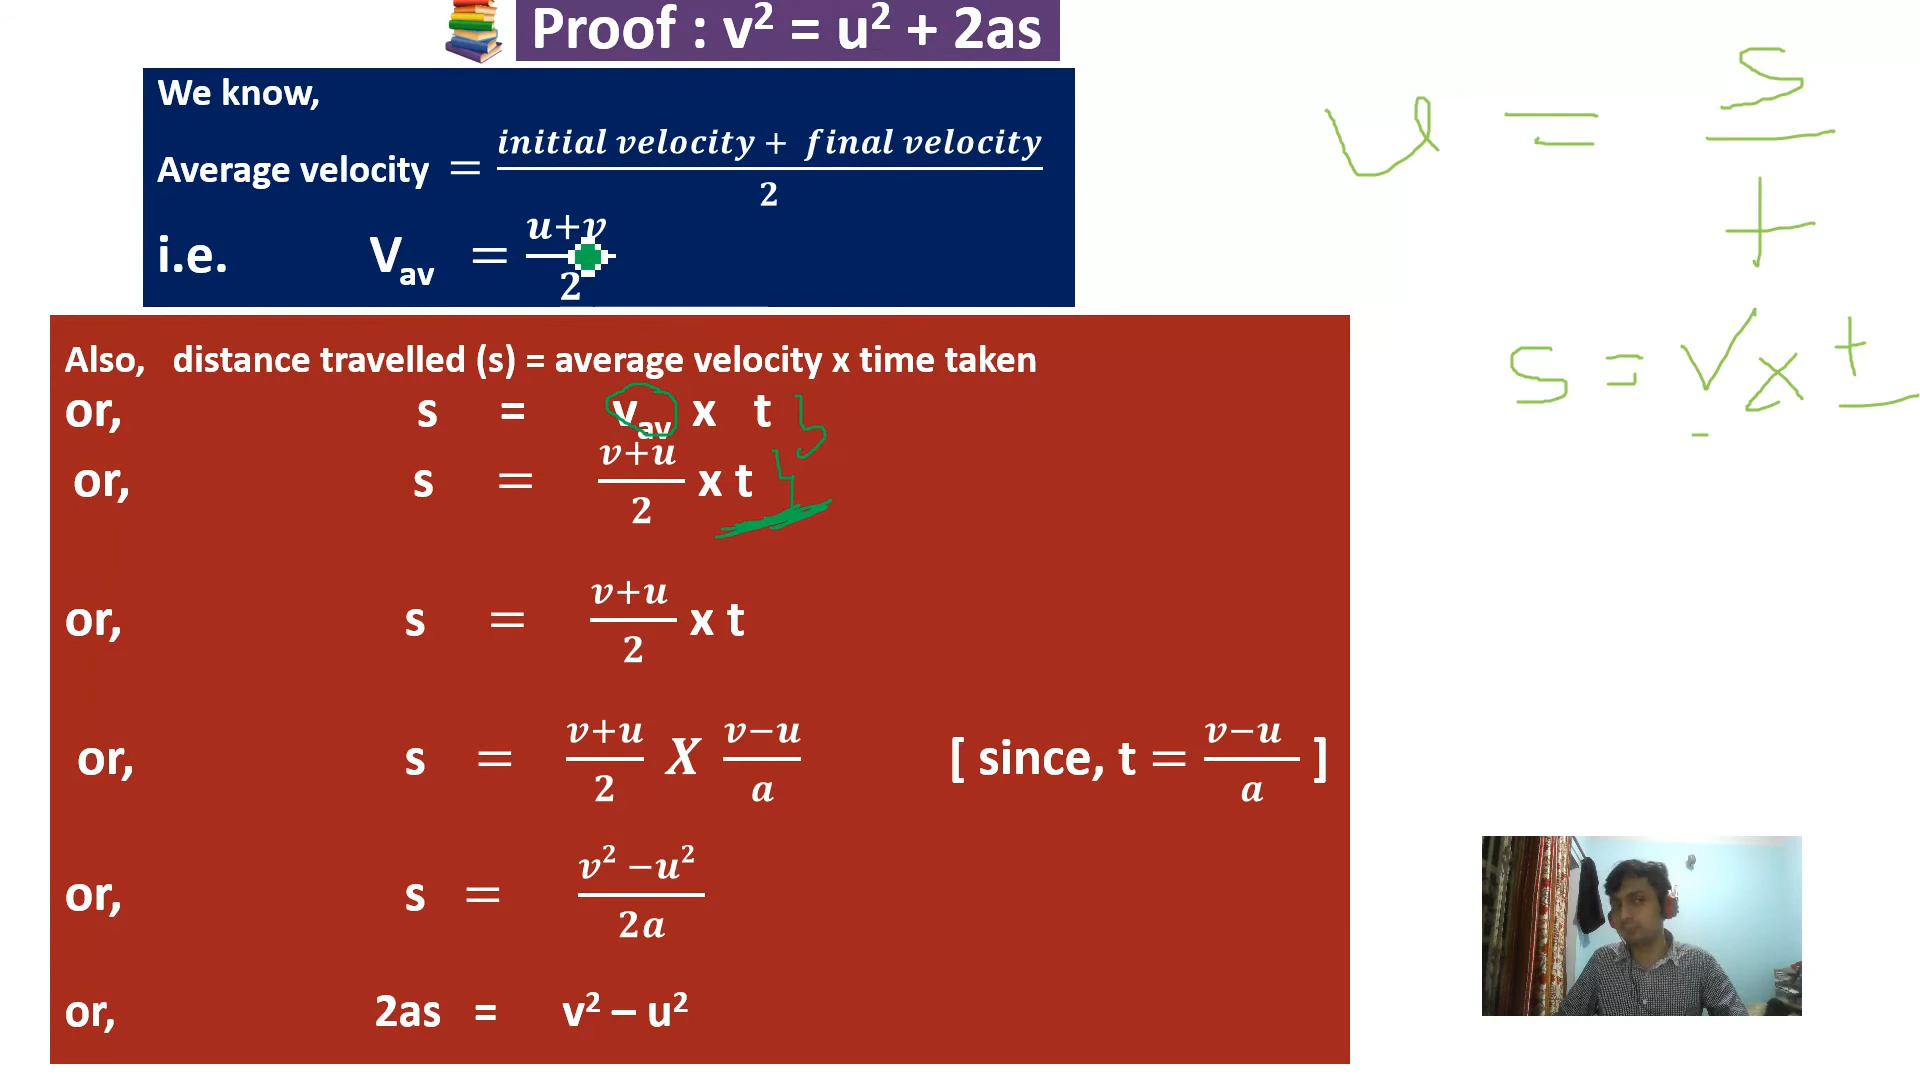 Proof : v² = u² + 2as
We know,
Average velocity = (initial velocity + final velocity)/2
i.e. Vav = (u+v)/2
Also, distance travelled (s) = average velocity x time taken
or, s = vav x t
or, s = (v+u)/2 x t
or, s = (v+u)/2 x t
or, s = (v+u)/2 X (v−u)/a [ since, t = (v−u)/a ]
or, s = (v² −u²)/2a
or, 2as = v² – u²
v = s/t
s = v x t